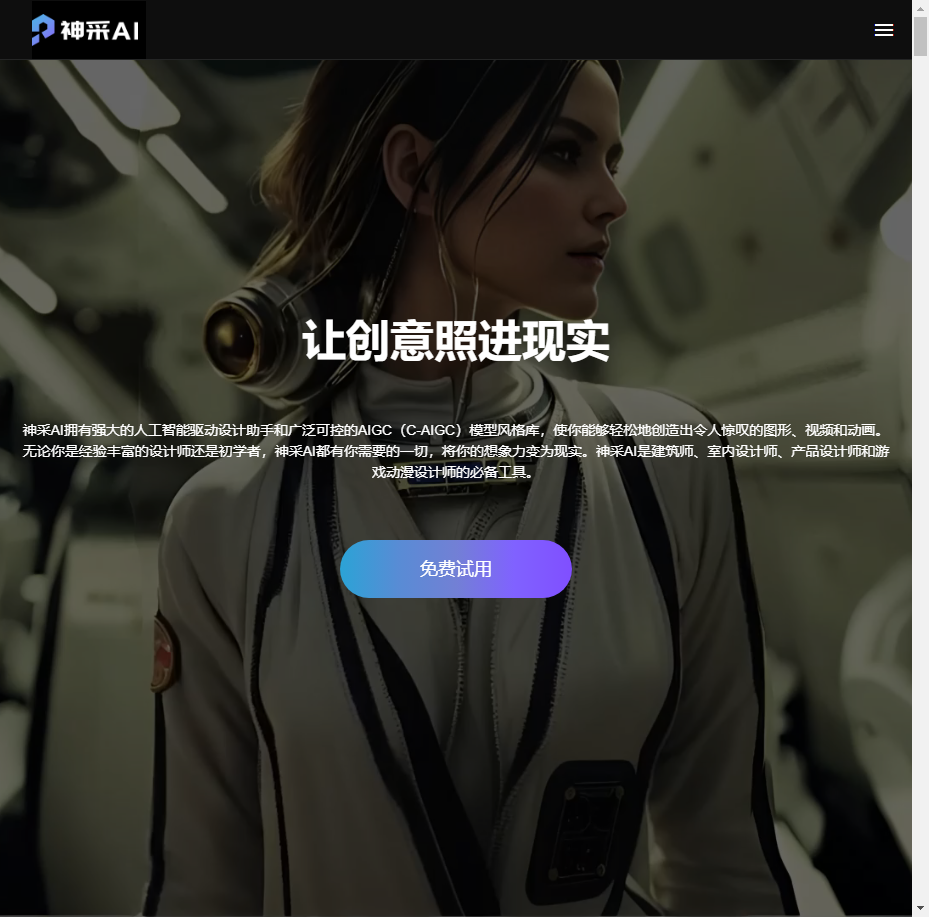 神采AI
让创意照进现实
神采AI拥有强大的人工智能驱动设计助手和广泛可控的AIGC（C-AIGC）模型风格库，使你能够轻松地创造出令人惊叹的图形、视频和动画。
无论你是经验丰富的设计师还是初学者，神采AI都有你需要的一切，将你的想象力变为现实。神采AI是建筑师、室内设计师、产品设计师和游
戏动漫设计师的必备工具。
免费试用